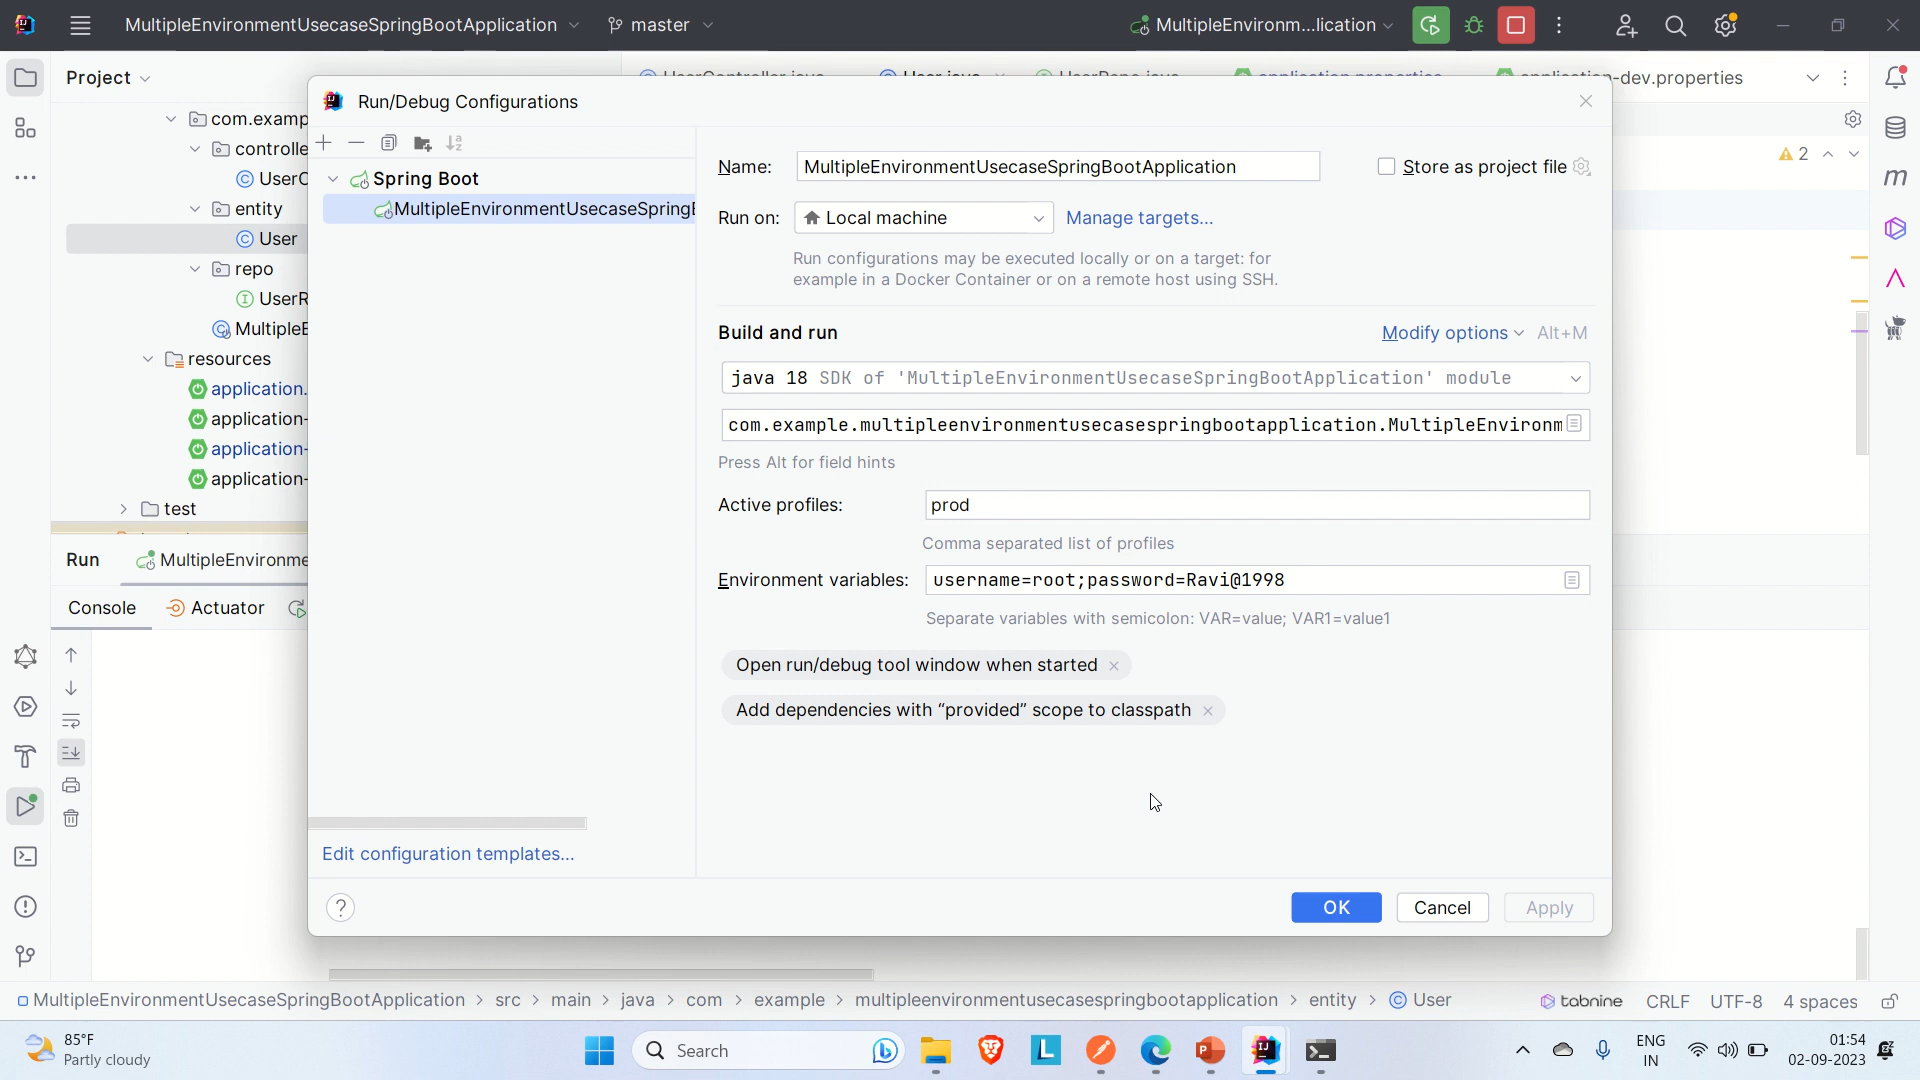 MultipleEnvironmentUsecaseSpringBootApplication
master
MultipleEnvironm...lication
Project
application-dev.properties
Run/Debug Configurations
com.examp
controlle
UserC
entity
User
repo
UserR
MultipleE
resources
application.
application-
application-
application-
test
2
Spring Boot
MultipleEnvironmentUsecaseSpringE
Name:
MultipleEnvironmentUsecaseSpringBootApplication
Store as project file
Run on:
Local machine
Manage targets...
Run configurations may be executed locally or on a target: for
example in a Docker Container or on a remote host using SSH.
Build and run
Modify options
Alt+M
java 18 SDK of 'MultipleEnvironmentUsecaseSpringBootApplication' module
com.example.multipleenvironmentusecasespringbootapplication.MultipleEnvironm
Press Alt for field hints
Active profiles:
prod
Comma separated list of profiles
Environment variables:
username=root;password=Ravi@1998
Separate variables with semicolon: VAR=value; VAR1=value1
Open run/debug tool window when started
Add dependencies with “provided” scope to classpath
Edit configuration templates...
OK
Cancel
Apply
Run
MultipleEnvironme
Console
Actuator
MultipleEnvironmentUsecaseSpringBootApplication > src > main > java > com > example > multipleenvironmentusecasespringbootapplication > entity > User
tabnine
CRLF
UTF-8
4 spaces
85°F
Partly cloudy
Search
ENG
IN
01:54
02-09-2023